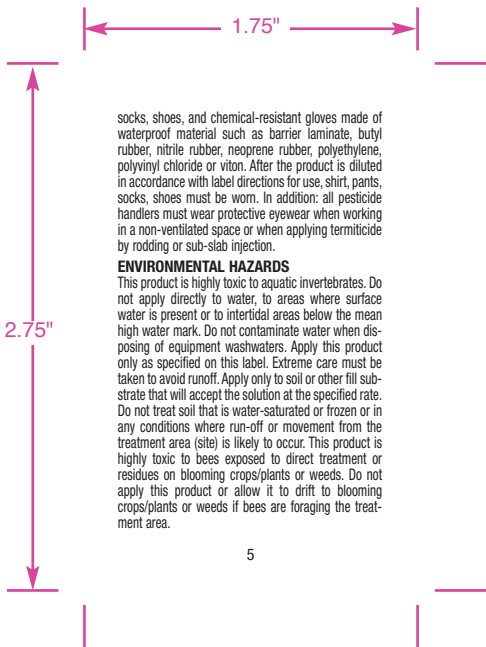 1.75"
socks, shoes, and chemical-resistant gloves made of
waterproof material such as barrier laminate, butyl
rubber, nitrile rubber, neoprene rubber, polyethylene,
polyvinyl chloride or viton. After the product is diluted
in accordance with label directions for use, shirt, pants,
socks, shoes must be worn. In addition: all pesticide
handlers must wear protective eyewear when working
in a non-ventilated space or when applying termiticide
by rodding or sub-slab injection.
ENVIRONMENTAL HAZARDS
This product is highly toxic to aquatic invertebrates. Do
not apply directly to water, to areas where surface
water is present or to intertidal areas below the mean
high water mark. Do not contaminate water when dis-
posing of equipment washwaters. Apply this product
only as specified on this label. Extreme care must be
taken to avoid runoff. Apply only to soil or other fill sub-
strate that will accept the solution at the specified rate.
Do not treat soil that is water-saturated or frozen or in
any conditions where run-off or movement from the
treatment area (site) is likely to occur. This product is
highly toxic to bees exposed to direct treatment or
residues on blooming crops/plants or weeds. Do not
apply this product or allow it to drift to blooming
crops/plants or weeds if bees are foraging the treat-
ment area.
2.75"
5